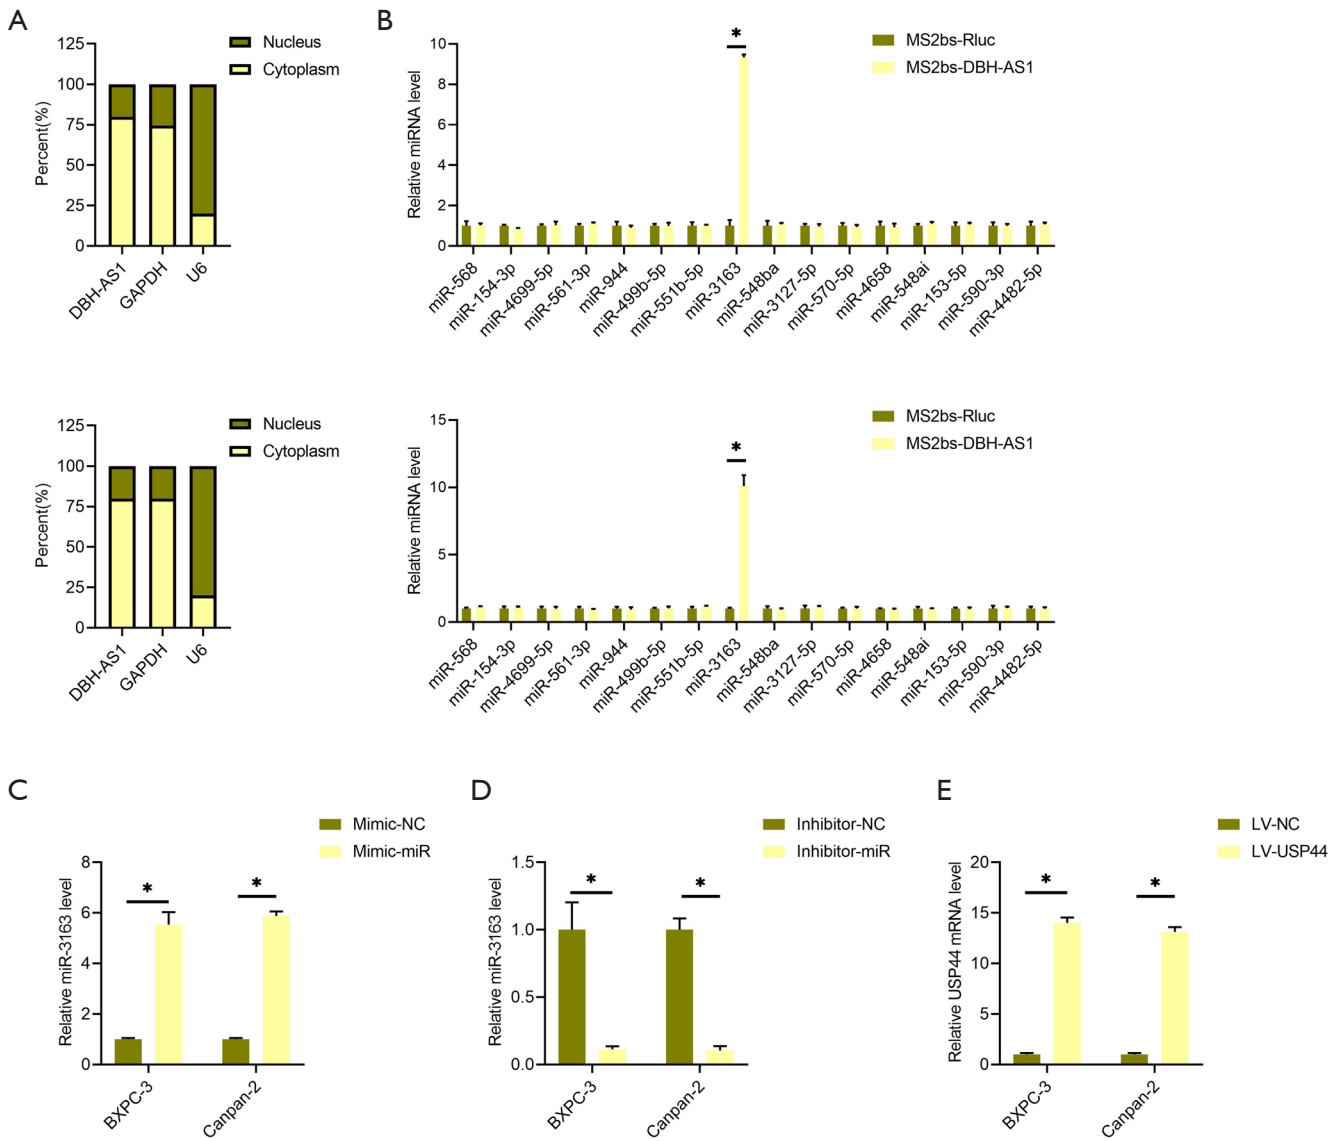 A
125
100
75
50
25
0
Percent(%)
Nucleus
Cytoplasm
DBH-AS1
GAPDH
U6
B
10
8
6
4
2
0
Relative miRNA level
*
MS2bs-Rluc
MS2bs-DBH-AS1
miR-568
miR-154-3p
miR-4699-5p
miR-561-3p
miR-944
miR-499b-5p
miR-551b-5p
miR-3163
miR-548ba
miR-3127-5p
miR-570-5p
miR-4658
miR-548ai
miR-153-5p
miR-590-3p
miR-4482-5p
125
100
75
50
25
0
Percent(%)
Nucleus
Cytoplasm
DBH-AS1
GAPDH
U6
15
10
5
0
Relative miRNA level
*
MS2bs-Rluc
MS2bs-DBH-AS1
miR-568
miR-154-3p
miR-4699-5p
miR-561-3p
miR-944
miR-499b-5p
miR-551b-5p
miR-3163
miR-548ba
miR-3127-5p
miR-570-5p
miR-4658
miR-548ai
miR-153-5p
miR-590-3p
miR-4482-5p
C
Mimic-NC
Mimic-miR
8
6
4
2
0
Relative miR-3163 level
*
*
BXPC-3
Canpan-2
D
Inhibitor-NC
Inhibitor-miR
1.5
1.0
0.5
0.0
Relative miR-3163 level
*
*
BXPC-3
Canpan-2
E
LV-NC
LV-USP44
20
15
10
5
0
Relative USP44 mRNA level
*
*
BXPC-3
Canpan-2